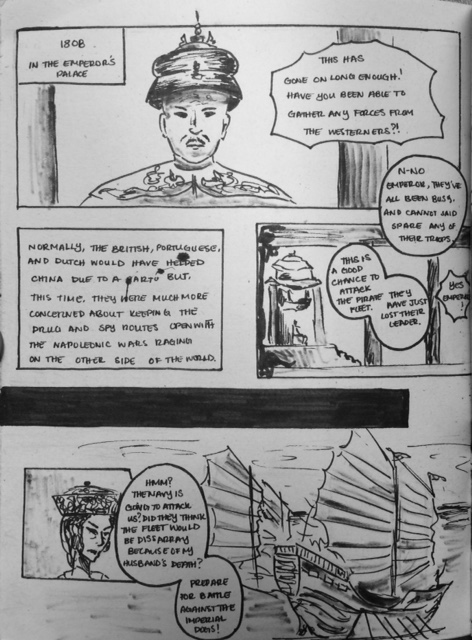 1808
IN THE EMPEROR'S
PALACE
THIS HAS
GONE ON LONG ENOUGH!
HAVE YOU BEEN ABLE TO
GATHER ANY FORCES FROM
THE WESTERNERS?!
N-NO
EMPEROR, THEY'VE
ALL BEEN BUSY.
AND CANNOT SAID
SPARE ANY OF
THEIR TROOPS.
NORMALLY, THE BRITISH, PORTUGUESE,
AND DUTCH WOULD HAVE HELPED
CHINA DUE TO A BUT,
THIS TIME, THEY WERE MUCH MORE
CONCERNED ABOUT KEEPING THE
DRUG AND SPY ROUTES OPEN WITH
THE NAPOLEONIC WARS RAGING
ON THE OTHER SIDE OF THE WORLD.
THIS IS
A GOOD
CHANCE TO
ATTACK
THE PIRATE
FLEET.
THEY
HAVE JUST
LOST THEIR
LEADER.
YES
EMPEROR
HMM?
THE NAVY IS
GOING TO ATTACK
US? DID THEY THINK
THE FLEET WOULD
BE DISFARRAY
BECAUSE OF MY
HUSBAND'S DEATH?
PREPARE
FOR BATTLE
AGAINST THE
IMPERIAL
DOGS!